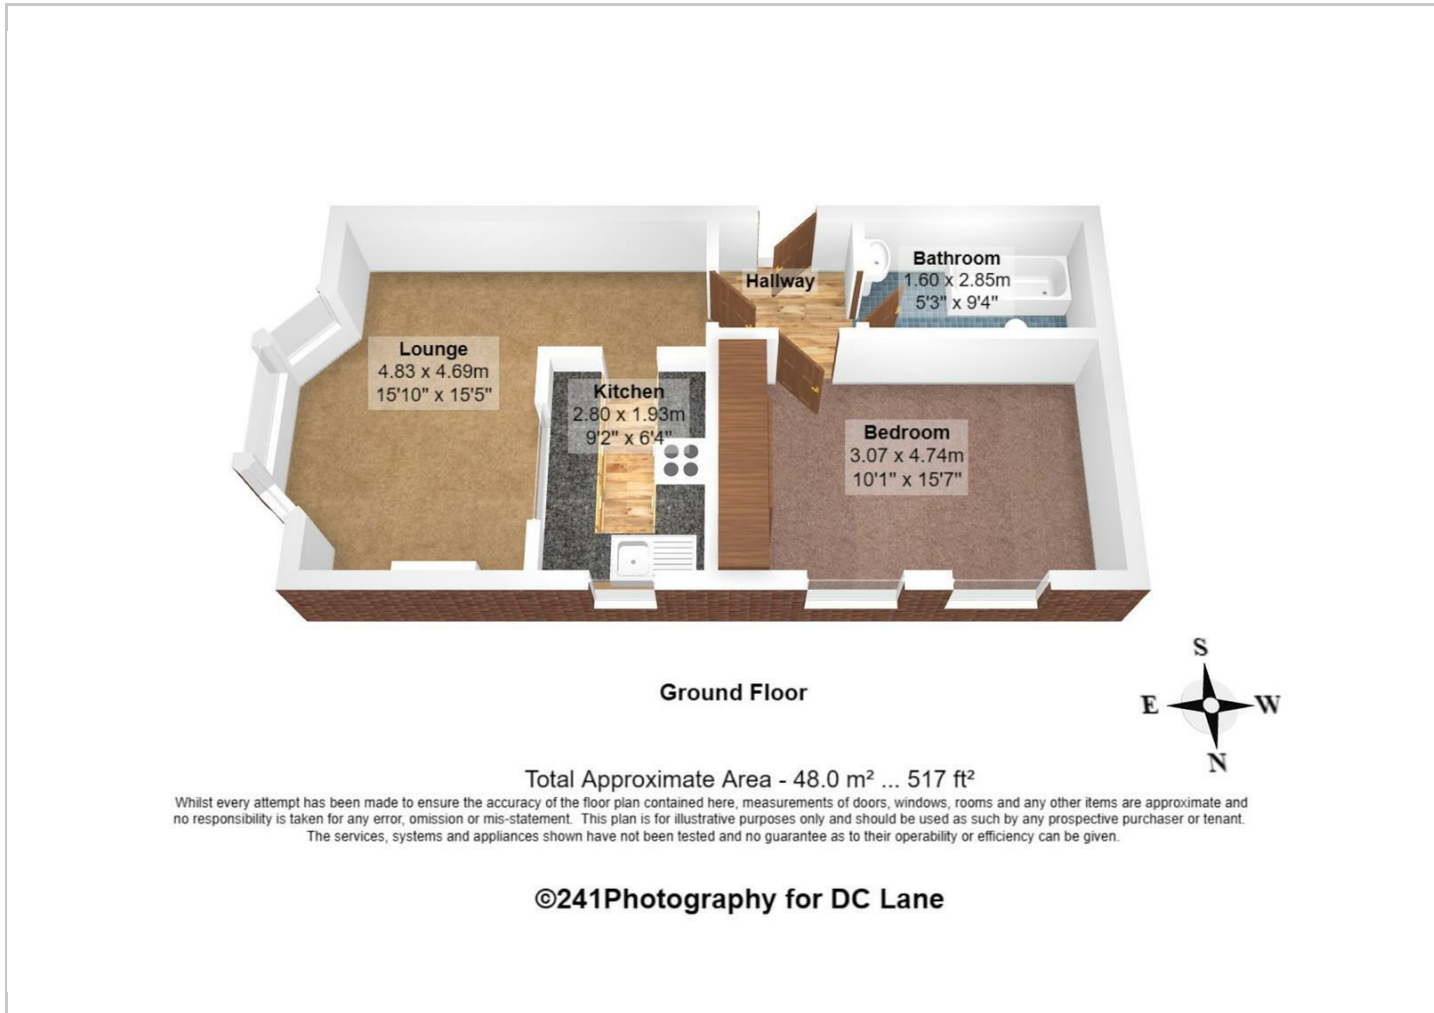 Bathroom
1.60 x 2.85m
5'3" x 9'4"
Hallway
Lounge
4.83 x 4.69m
15'10" x 15'5"
Kitchen
2.80 x 1.93m
9'2" x 6'4"
Bedroom
3.07 x 4.74m
10'1" x 15'7"
S
E W
N
Ground Floor
Total Approximate Area - 48.0 m² ... 517 ft²
Whilst every attempt has been made to ensure the accuracy of the floor plan contained here, measurements of doors, windows, rooms and any other items are approximate and
no responsibility is taken for any error, omission or mis-statement. This plan is for illustrative purposes only and should be used as such by any prospective purchaser or tenant.
The services, systems and appliances shown have not been tested and no guarantee as to their operability or efficiency can be given.
©241Photography for DC Lane